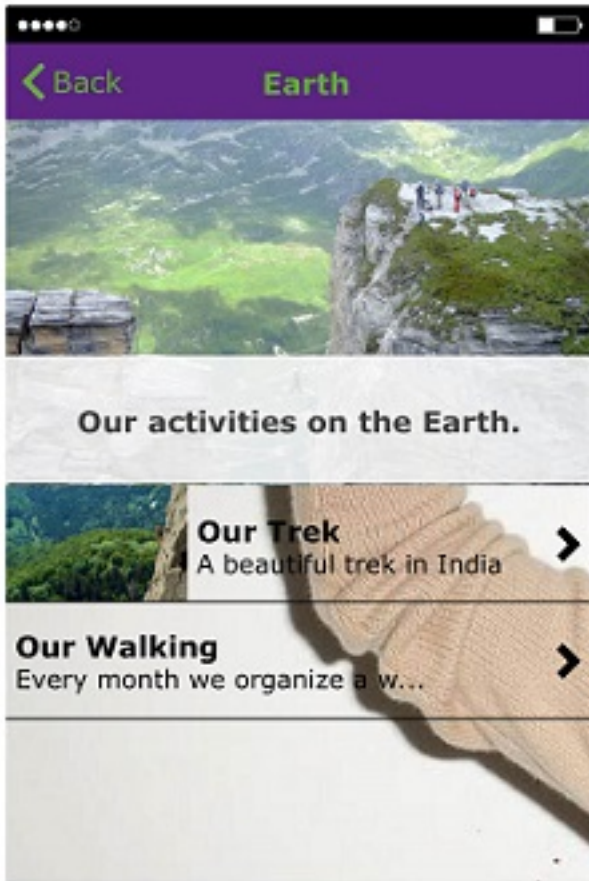 Back
Earth
Our activities on the Earth.
Our Trek
A beautiful trek in India
Our Walking
Every month we organize a w...